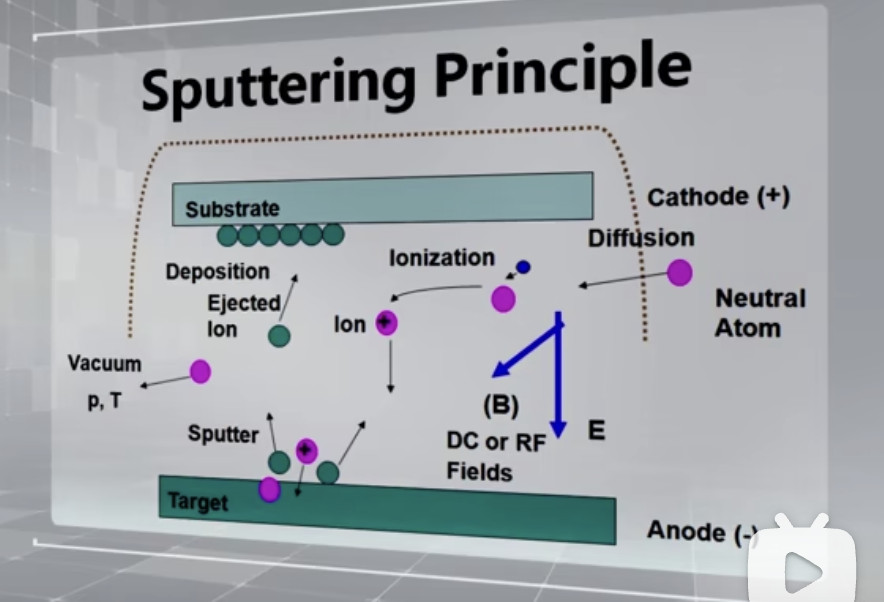 Sputtering Principle
Substrate
Cathode (+)
Diffusion
Ionization
Deposition
Ejected
Ion
Neutral
Atom
Ion
+
Vacuum
p, T
(B)
E
DC or RF
Fields
Sputter
+
Target
Anode (-)